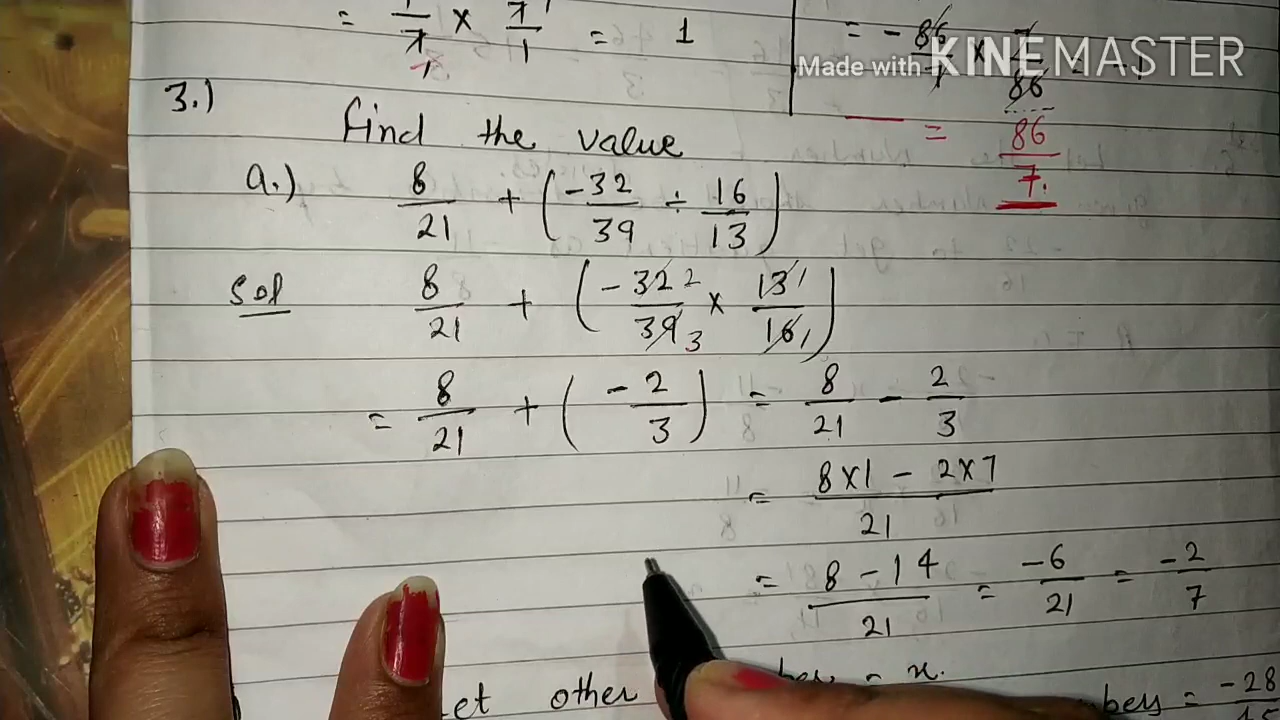 = 1/7 × 7/1 = 1
= - 86/7 × 7/86
Made with KINEMASTER
= 86/7.
3.) find the value
a.) 8/21 + (-32/39 ÷ 16/13)
Sol 8/21 + (-32/39 × 13/16)
= 8/21 + (-2/3) = 8/21 - 2/3
= 8×1 - 2×7/21
= 8-14/21 = -6/21 = -2/7
et other = x. = -28